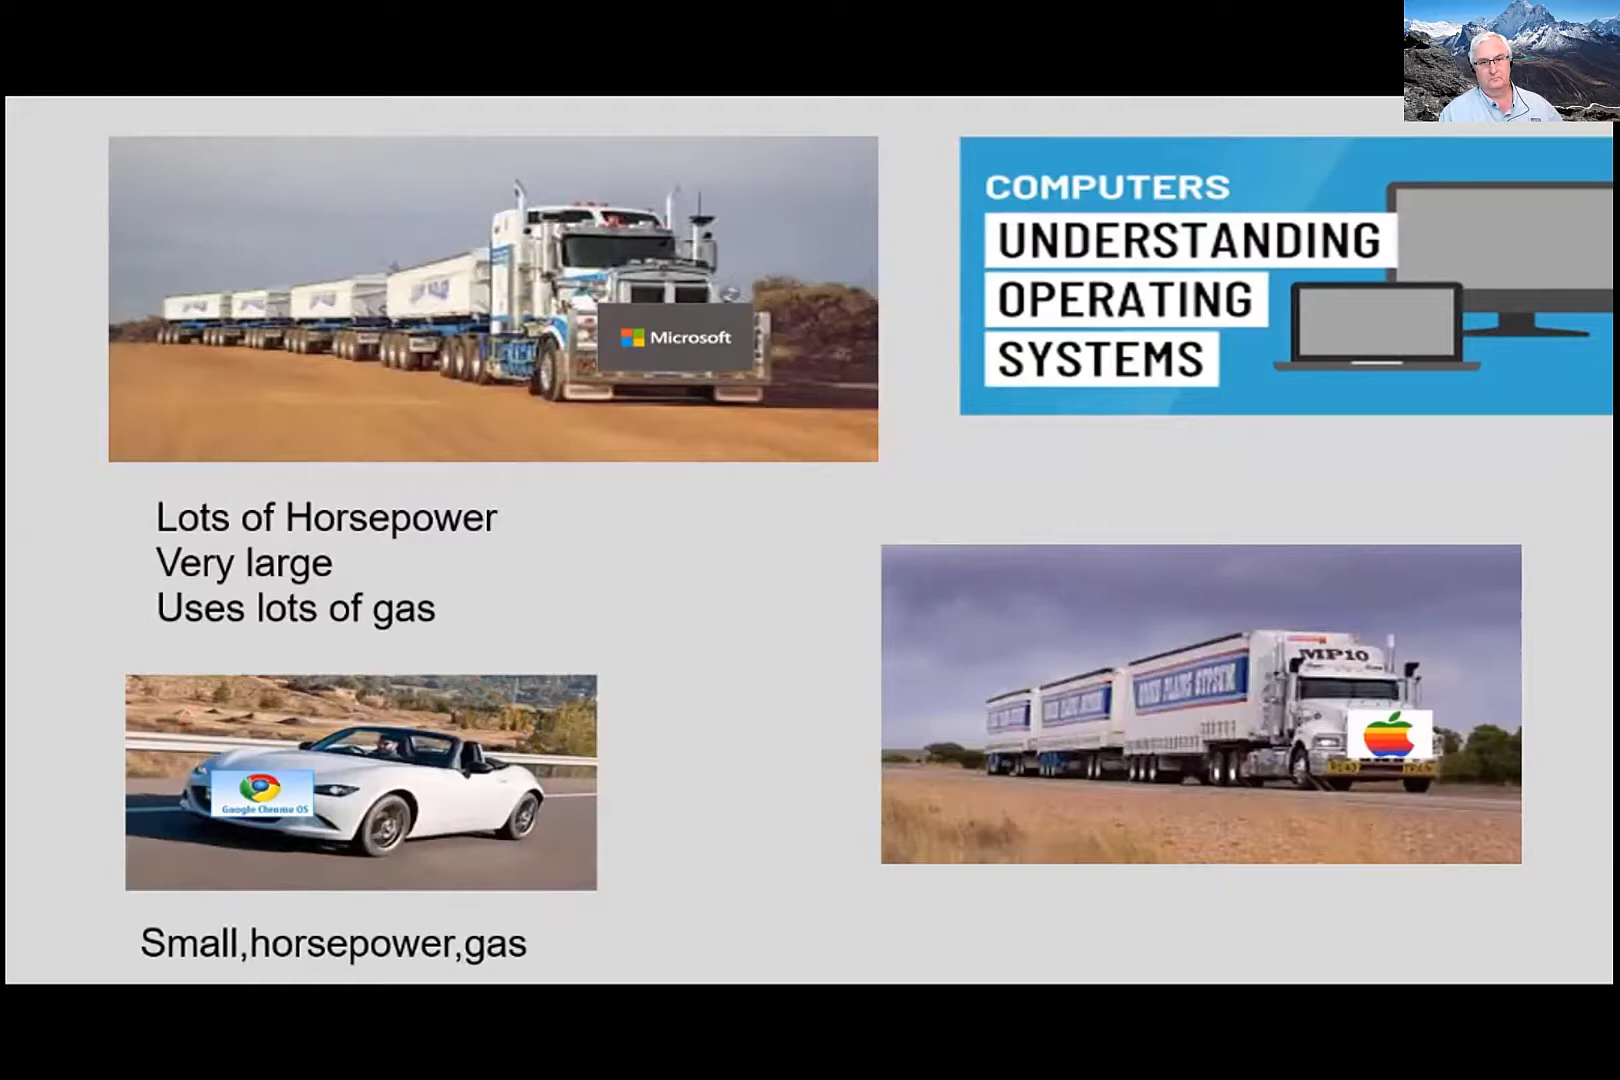 COMPUTERS
UNDERSTANDING
OPERATING
SYSTEMS
Microsoft
Lots of Horsepower
Very large
Uses lots of gas
MP10
Google Chrome OS
Small,horsepower,gas